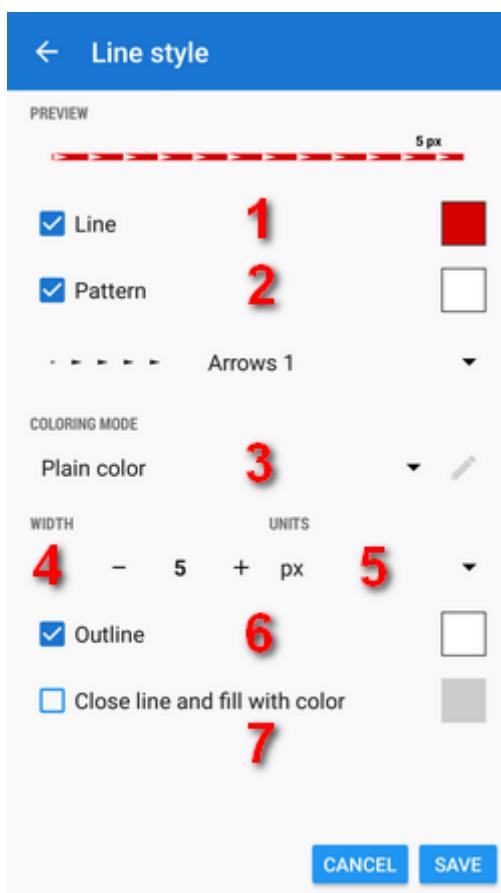 Line style
PREVIEW
5 px
Line 1
Pattern 2
Arrows 1
COLORING MODE
Plain color 3
WIDTH UNITS
4 − 5 + px 5
Outline 6
Close line and fill with color
7
CANCEL SAVE